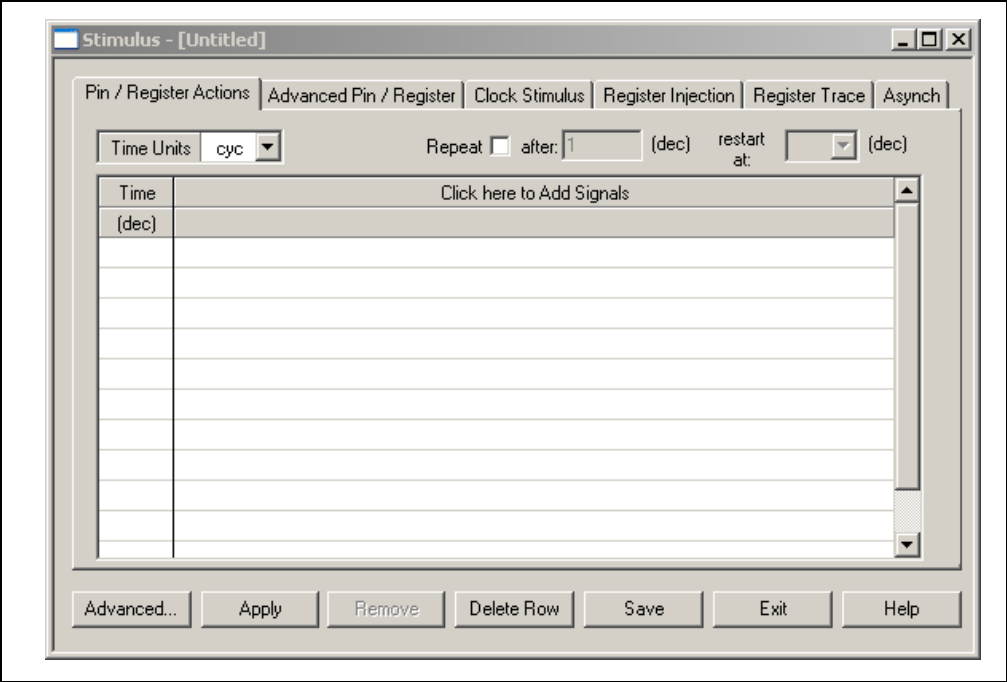 Stimulus - [Untitled]
Pin / Register Actions Advanced Pin / Register Clock Stimulus Register Injection Register Trace Asynch
Time Units cyc Repeat after: 1 (dec) restart at: (dec)
Time Click here to Add Signals
(dec)
Advanced... Apply Remove Delete Row Save Exit Help